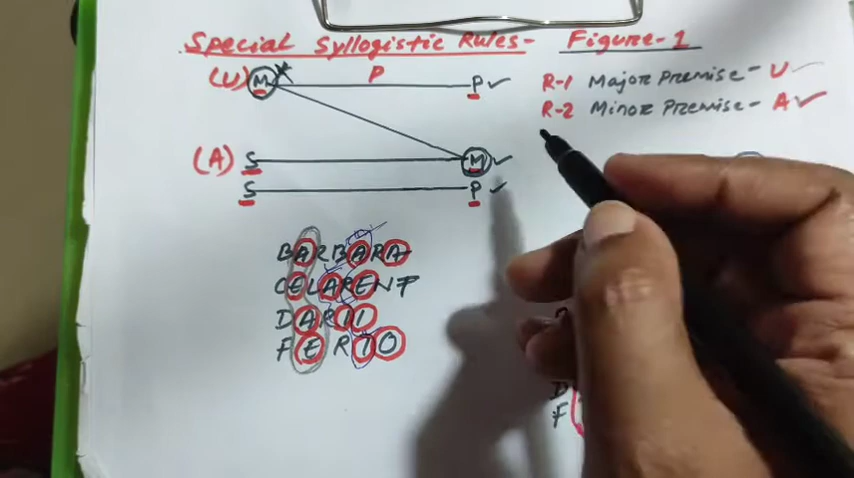 Special Syllogistic Rules- Figure-1
(U) M* P P ✓
R-1 Major Premise- U ✓
R-2 Minor Premise- A ✓
(A) S M ✓
S P ✓
BARBARA
CELARENT
DARII
FERIO
D
F